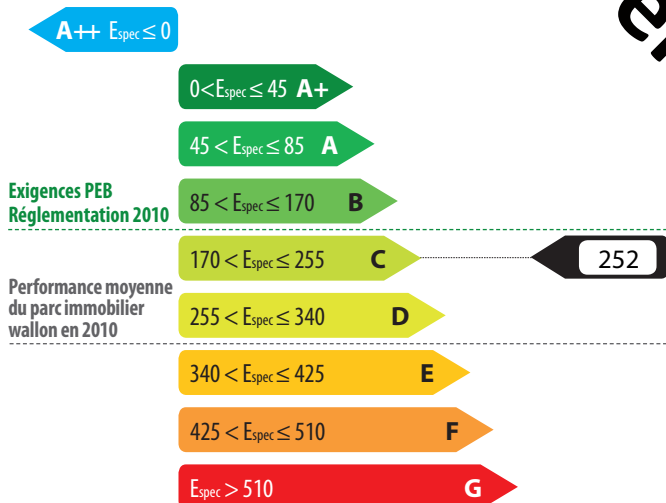 A++ Espec ≤ 0
0<Espec ≤ 45 A+
45 < Espec ≤ 85 A
Exigences PEB
Réglementation 2010
85 < Espec ≤ 170 B
170 < Espec ≤ 255 C
252
Performance moyenne
du parc immobilier
wallon en 2010
255 < Espec ≤ 340 D
340 < Espec ≤ 425 E
425 < Espec ≤ 510 F
Espec > 510 G